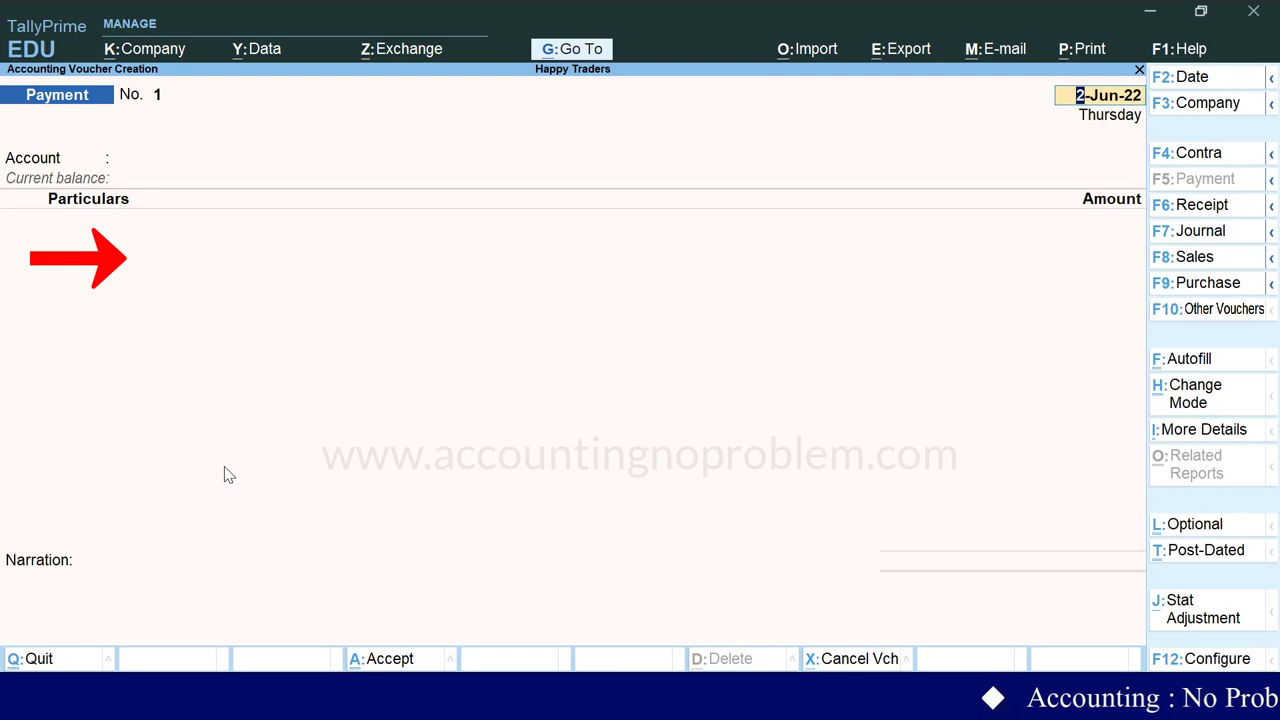 TallyPrime
EDU
MANAGE
K:Company
Y:Data
Z:Exchange
G:Go To
O:Import
E:Export
M:E-mail
P:Print
F1:Help
Accounting Voucher Creation
Happy Traders
Payment No. 1
2-Jun-22
Thursday
Account :
Current balance:
Particulars
Amount
www.accountingnoproblem.com
Narration:
F2:Date
F3:Company
F4:Contra
F5:Payment
F6:Receipt
F7:Journal
F8:Sales
F9:Purchase
F10:Other Vouchers
F:Autofill
H:Change
Mode
I:More Details
O:Related
Reports
L:Optional
T:Post-Dated
J:Stat
Adjustment
Q:Quit
A:Accept
D:Delete
X:Cancel Vch
F12:Configure
◆ Accounting : No Prob